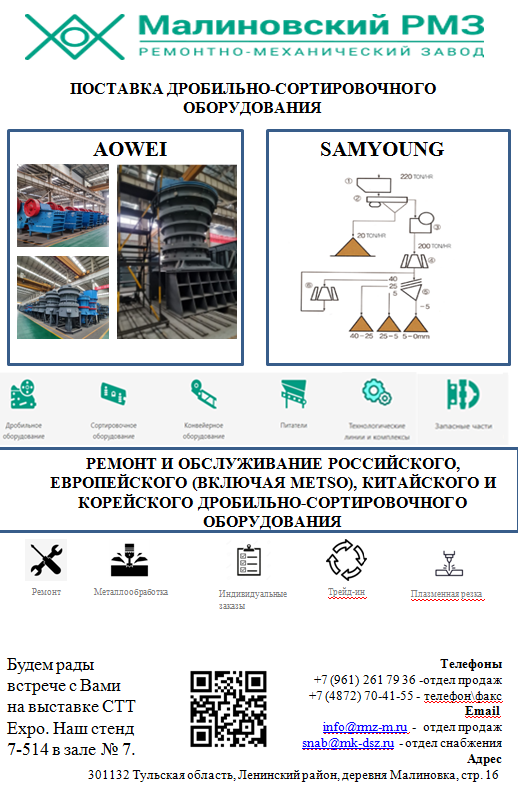 Малиновский РМЗ
РЕМОНТНО-МЕХАНИЧЕСКИЙ ЗАВОД
ПОСТАВКА ДРОБИЛЬНО-СОРТИРОВОЧНОГО
ОБОРУДОВАНИЯ
AOWEI
SAMYOUNG
① 220 TON/HR
②
③
20 TON/HR
200 TON/HR
④
40
25
5
⑤
⑥
-5
40-25 25-5 5-0mm
Дробильное
оборудование
Сортировочное
оборудование
Конвейерное
оборудование
Питатели
Технологические
линии и комплексы
Запасные части
РЕМОНТ И ОБСЛУЖИВАНИЕ РОССИЙСКОГО,
ЕВРОПЕЙСКОГО (ВКЛЮЧАЯ METSO), КИТАЙСКОГО И
КОРЕЙСКОГО ДРОБИЛЬНО-СОРТИРОВОЧНОГО
ОБОРУДОВАНИЯ
Ремонт
Металлообработка
Индивидуальные
заказы
Трейд-ин
Плазменная резка
Будем рады
встрече с Вами
на выставке СТТ
Expo. Наш стенд
7-514 в зале № 7.
Телефоны
+7 (961) 261 79 36 -отдел продаж
+7 (4872) 70-41-55 - телефон\факс
Email
info@rmz-m.ru - отдел продаж
snab@mk-dsz.ru - отдел снабжения
Адрес
301132 Тульская область, Ленинский район, деревня Малиновка, стр. 16